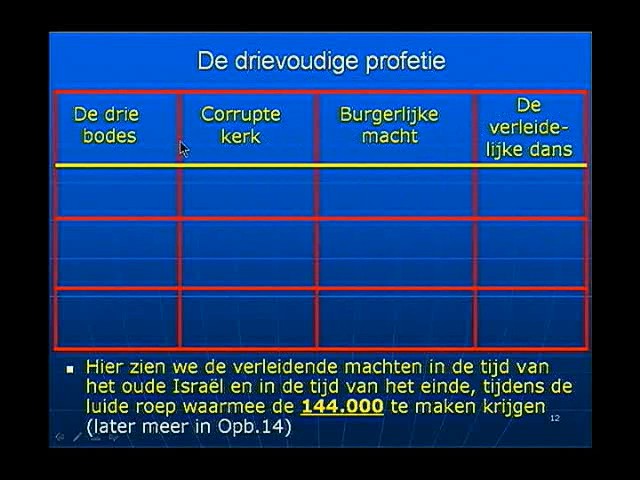 De drievoudige profetie
De drie
bodes
Corrupte
kerk
Burgerlijke
macht
De
verleide-
lijke dans
Hier zien we de verleidende machten in de tijd van
het oude Israël en in de tijd van het einde, tijdens de
luide roep waarmee de 144.000 te maken krijgen
(later meer in Opb.14)
12